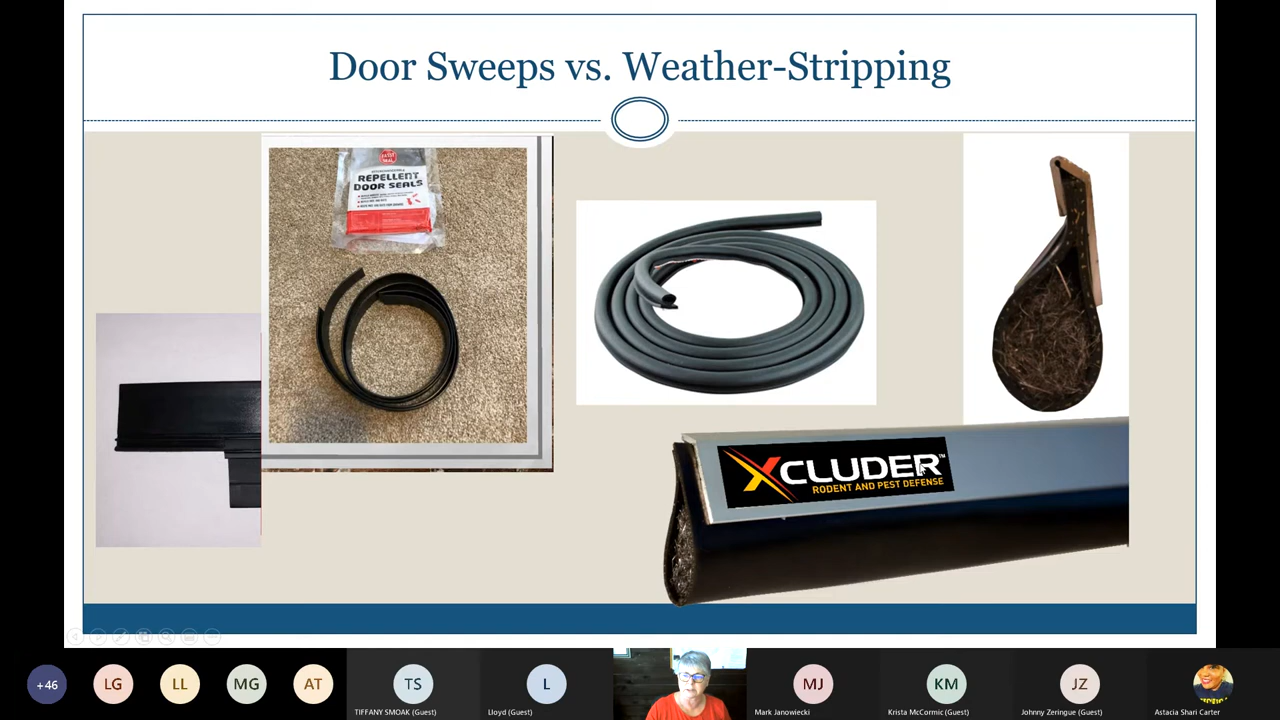 Door Sweeps vs. Weather-Stripping
REPELLENT
DOOR SEALS
XCLUDER™
RODENT AND PEST DEFENSE
+46
LG
LL
MG
AT
TS
TIFFANY SMOAK (Guest)
L
Lloyd (Guest)
MJ
Mark Janowiecki
KM
Krista McCormic (Guest)
JZ
Johnny Zeringue (Guest)
Astacia Shari Carter